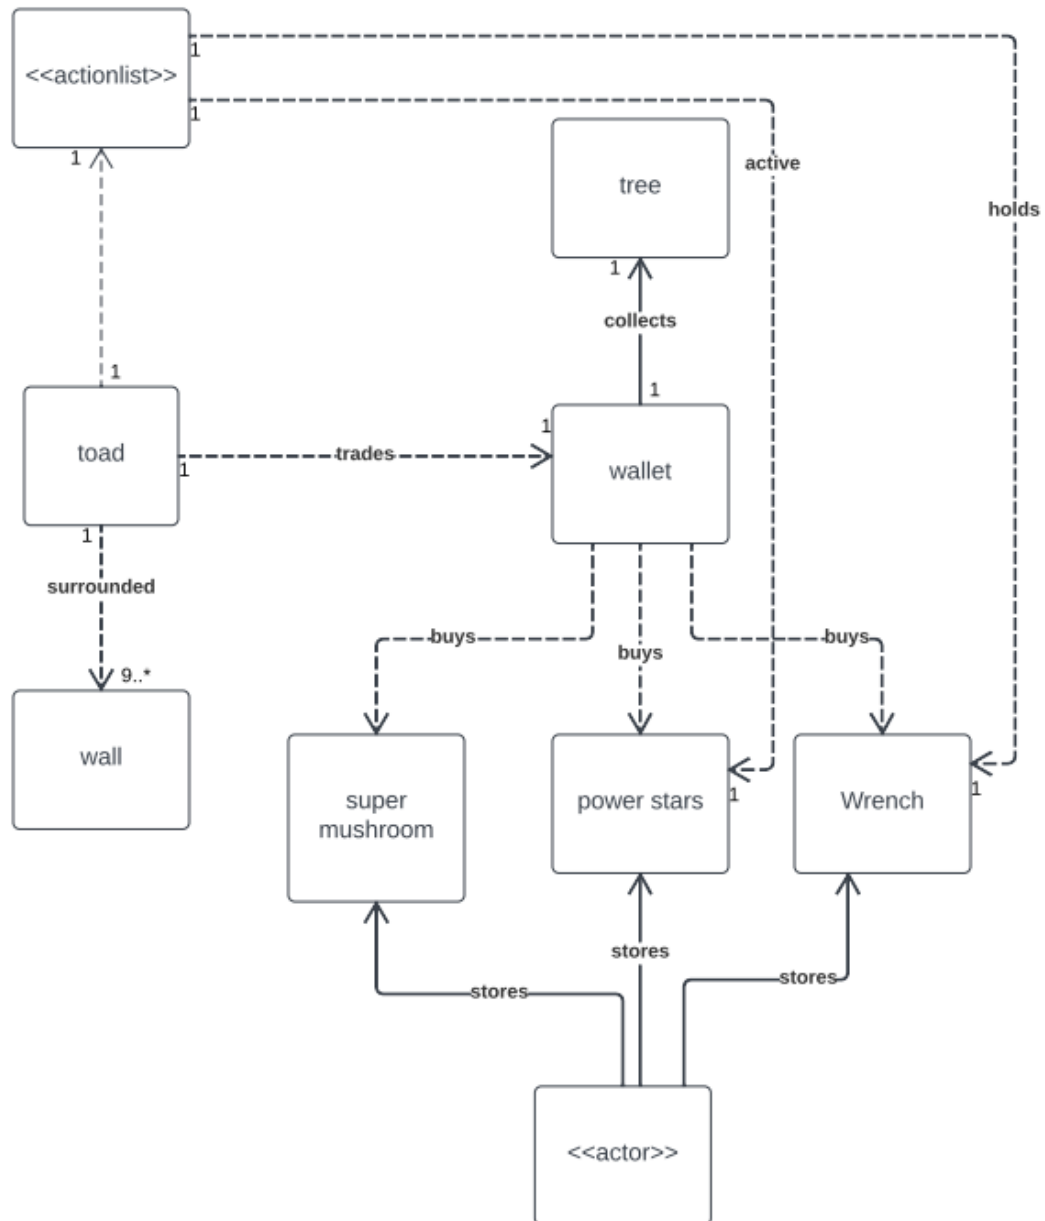 <<actionlist>>
1
1
1
active
tree
holds
1
collects
1
1
1
toad
trades
wallet
1
1
surrounded
buys
buys
buys
9..*
wall
super
mushroom
power stars
Wrench
1
1
stores
stores
stores
<<actor>>